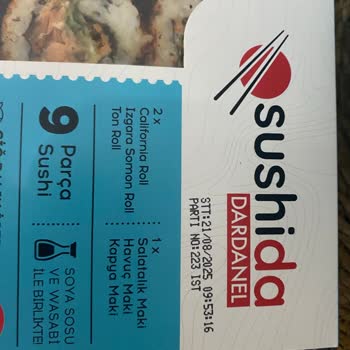 sushida
DARDANEL
STT:21/08/2025 09:53:16
PARTI NO:223 IST
2 x
California Roll
Izgara Somon Roll
Ton Roll
1 x
Salatalık Maki
Havuç Maki
Kapya Maki
9 Parça
Sushi
SOYA SOSU
VE WASABİ
İLE BİRLİKTE!